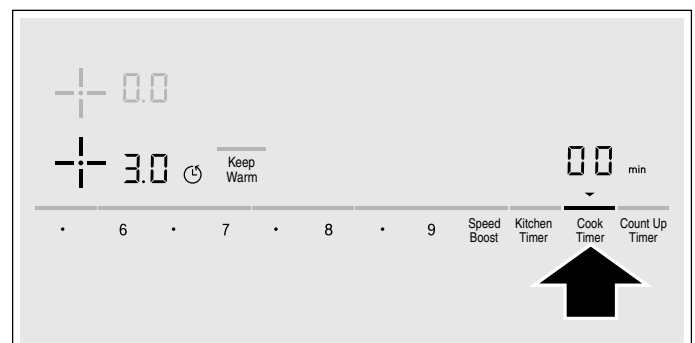 0.0
3.0
Keep
Warm
00 min
· 6 · 7 · 8 · 9
Speed
Boost
Kitchen
Timer
Cook
Timer
Count Up
Timer